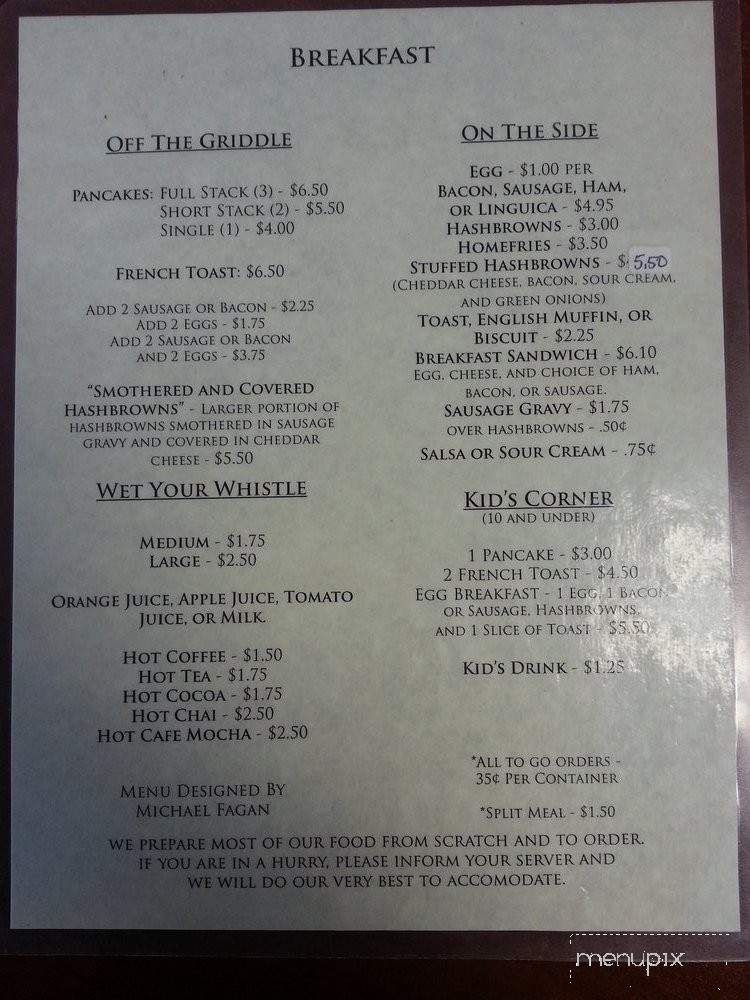 Breakfast
Off The Griddle
Pancakes: Full Stack (3) - $6.50
Short Stack (2) - $5.50
Single (1) - $4.00
French Toast: $6.50
Add 2 Sausage or Bacon - $2.25
Add 2 Eggs - $1.75
Add 2 Sausage or Bacon
and 2 Eggs - $3.75
"Smothered and Covered
Hashbrowns" - Larger portion of
hashbrowns smothered in sausage
gravy and covered in cheddar
cheese - $5.50
Wet Your Whistle
Medium - $1.75
Large - $2.50
Orange Juice, Apple Juice, Tomato
Juice, or Milk.
Hot Coffee - $1.50
Hot Tea - $1.75
Hot Cocoa - $1.75
Hot Chai - $2.50
Hot Cafe Mocha - $2.50
Menu Designed By
Michael Fagan
On The Side
Egg - $1.00 per
Bacon, Sausage, Ham,
or Linguica - $4.95
Hashbrowns - $3.00
Homefries - $3.50
Stuffed Hashbrowns - $5.50
(Cheddar cheese, bacon, sour cream,
and green onions)
Toast, English Muffin, or
Biscuit - $2.25
Breakfast Sandwich - $6.10
Egg, cheese, and choice of ham,
bacon, or sausage.
Sausage Gravy - $1.75
over hashbrowns - .50¢
Salsa or Sour Cream - .75¢
Kid's Corner
(10 and under)
1 Pancake - $3.00
2 French Toast - $4.50
Egg Breakfast - 1 Egg, 1 Bacon
or Sausage, Hashbrowns,
and 1 Slice of Toast - $5.50
Kid's Drink - $1.25
*All to go orders -
35¢ Per Container
*Split Meal - $1.50
We prepare most of our food from scratch and to order.
If you are in a hurry, please inform your server and
we will do our very best to accomodate.
menupix